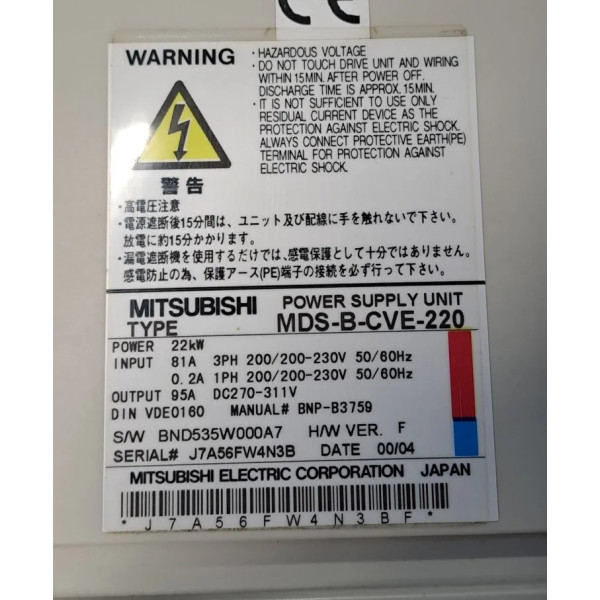 CE
WARNING
・HAZARDOUS VOLTAGE
・DO NOT TOUCH DRIVE UNIT AND WIRING
WITHIN 15MIN. AFTER POWER OFF.
DISCHARGE TIME IS APPROX. 15MIN.
・IT IS NOT SUFFICIENT TO USE ONLY
RESIDUAL CURRENT DEVICE AS THE
PROTECTION AGAINST ELECTRIC SHOCK.
ALWAYS CONNECT PROTECTIVE EARTH(PE)
TERMINAL FOR PROTECTION AGAINST
ELECTRIC SHOCK.
警告
・高電圧注意
・電源遮断後15分間は、ユニット及び配線に手を触れないで下さい。
放電に約15分かかります。
・漏電遮断機を使用するだけでは、感電保護として十分ではありません。
感電防止の為、保護アース(PE)端子の接続を必ず行って下さい。
MITSUBISHI POWER SUPPLY UNIT
TYPE MDS-B-CVE-220
POWER 22kW
INPUT 81A 3PH 200/200-230V 50/60Hz
0.2A 1PH 200/200-230V 50/60Hz
OUTPUT 95A DC270-311V
DIN VDE0160 MANUAL# BNP-B3759
S/W BND535W000A7 H/W VER. F
SERIAL# J7A56FW4N3B DATE 00/04
MITSUBISHI ELECTRIC CORPORATION JAPAN
*J7A56FW4N3BF*